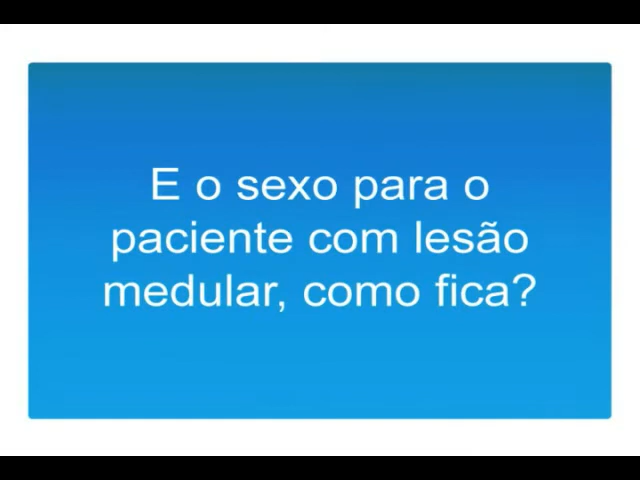 E o sexo para o
paciente com lesão
medular, como fica?